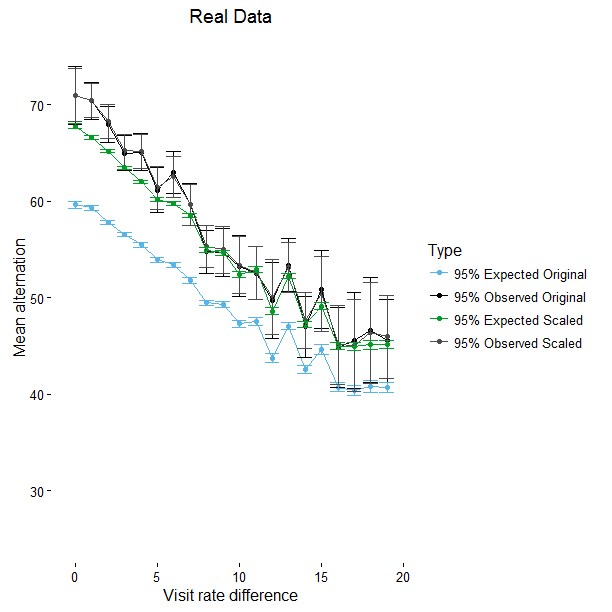 Real Data
Mean alternation
70
60
50
40
30
0 5 10 15 20
Visit rate difference
Type
95% Expected Original
95% Observed Original
95% Expected Scaled
95% Observed Scaled